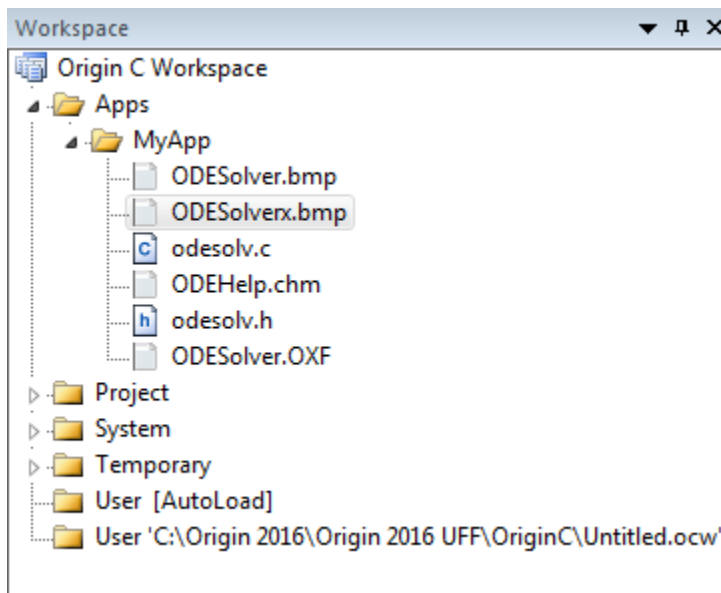 Workspace
Origin C Workspace
Apps
MyApp
ODESolver.bmp
ODESolverx.bmp
c odesolv.c
ODEHelp.chm
h odesolv.h
ODESolver.OXF
Project
System
Temporary
User [AutoLoad]
User 'C:\Origin 2016\Origin 2016 UFF\OriginC\Untitled.ocw'